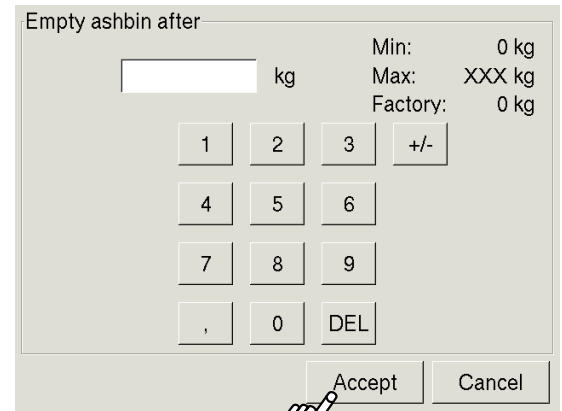 Empty ashbin after
Min: 0 kg
kg Max: XXX kg
Factory: 0 kg
1 2 3 +/-
4 5 6
7 8 9
, 0 DEL
Accept Cancel